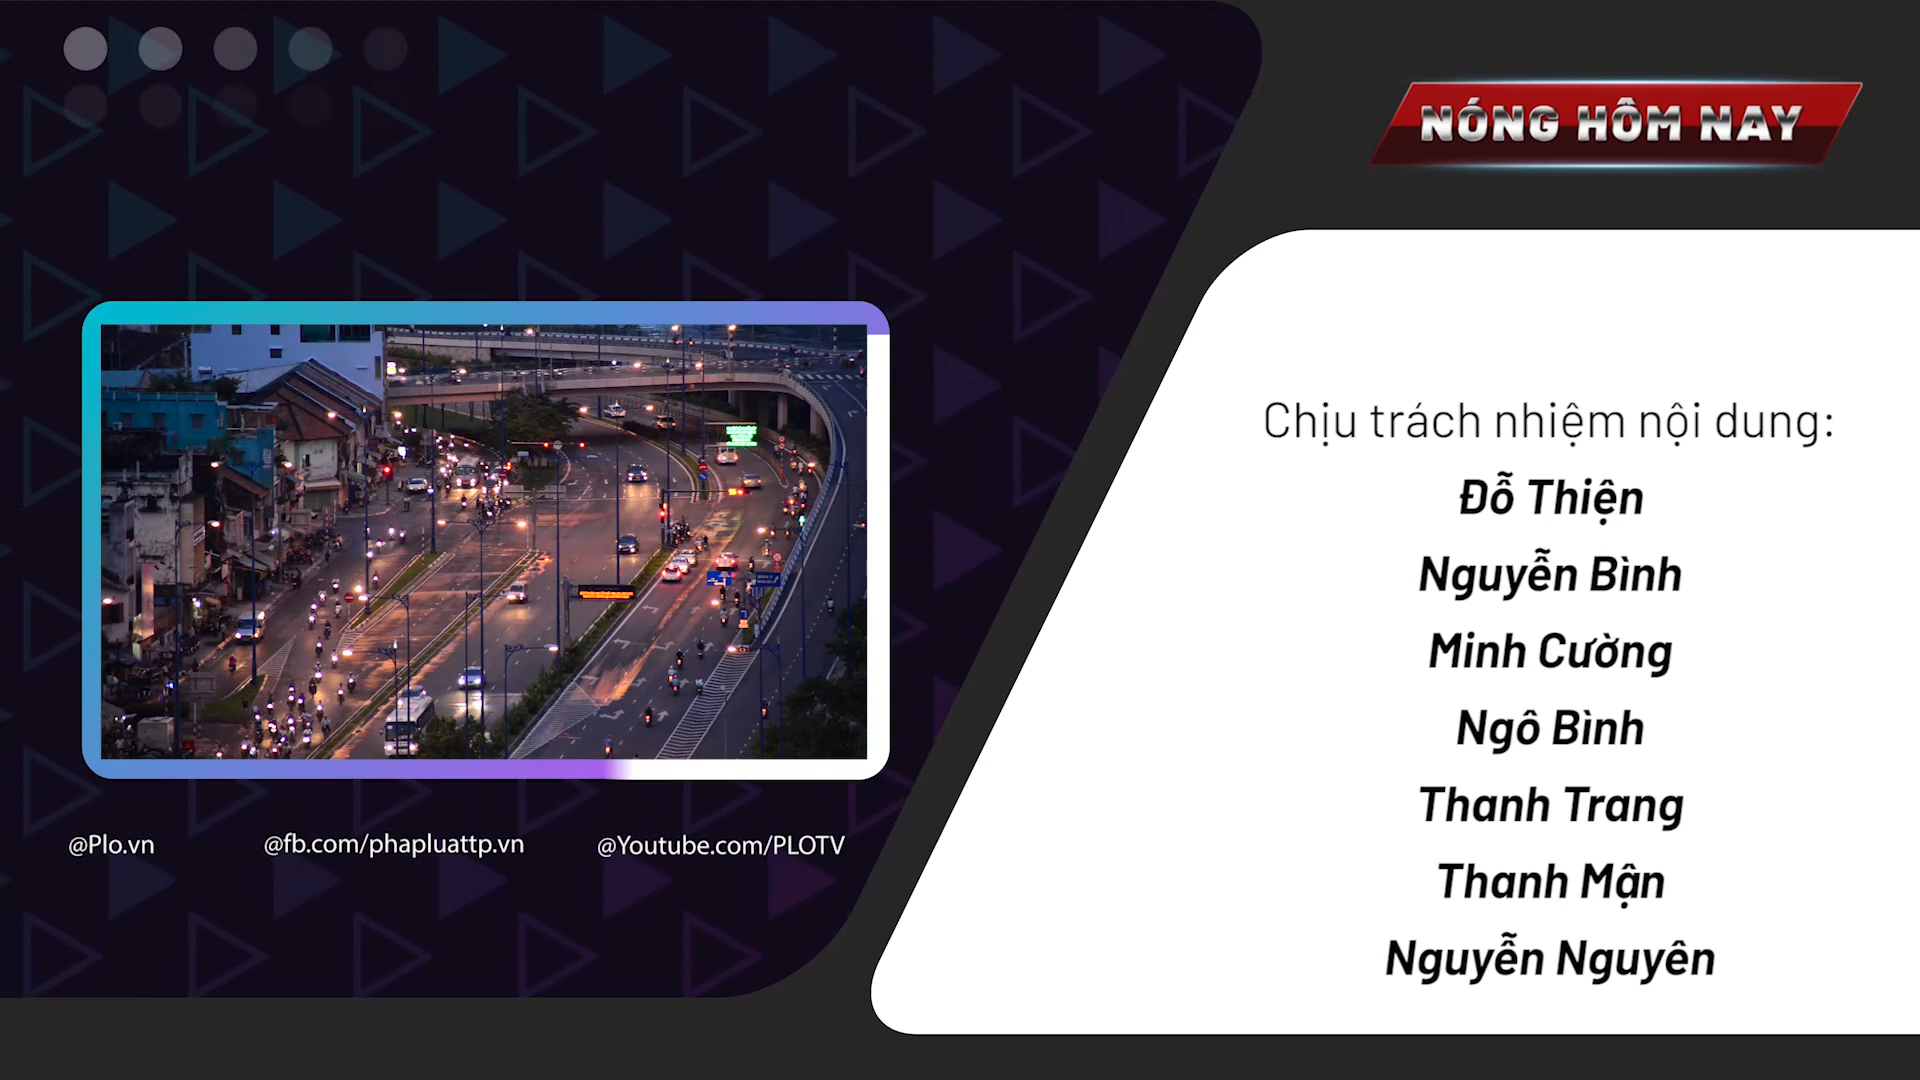 NÓNG HÔM NAY
Chịu trách nhiệm nội dung:
Đỗ Thiện
Nguyễn Bình
Minh Cường
Ngô Bình
Thanh Trang
Thanh Mận
Nguyễn Nguyên
@Plo.vn
@fb.com/phapluattp.vn
@Youtube.com/PLOTV